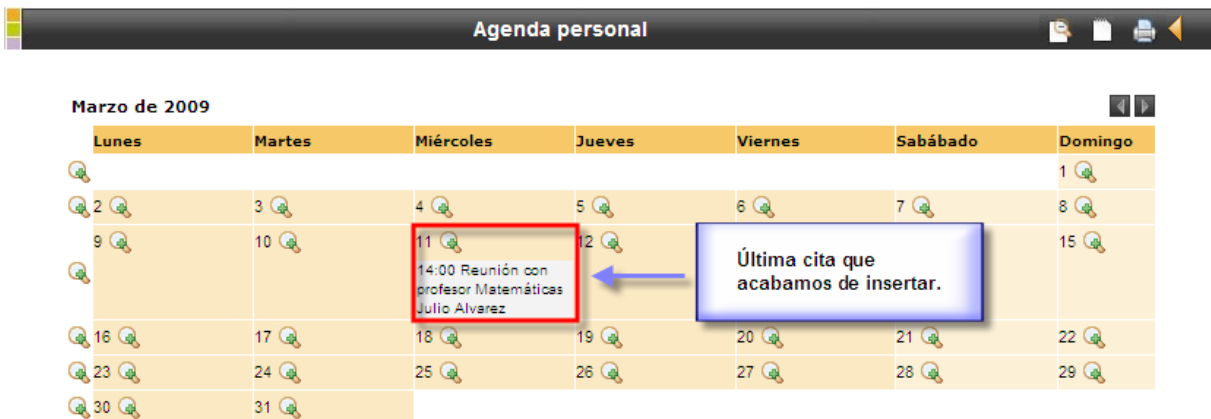 Agenda personal
Marzo de 2009
Lunes Martes Miércoles Jueves Viernes Sabábado Domingo
1
2 3 4 5 6 7 8
9 10 11 12 15
14:00 Reunión con
profesor Matemáticas
Julio Alvarez
Última cita que
acabamos de insertar.
16 17 18 19 20 21 22
23 24 25 26 27 28 29
30 31